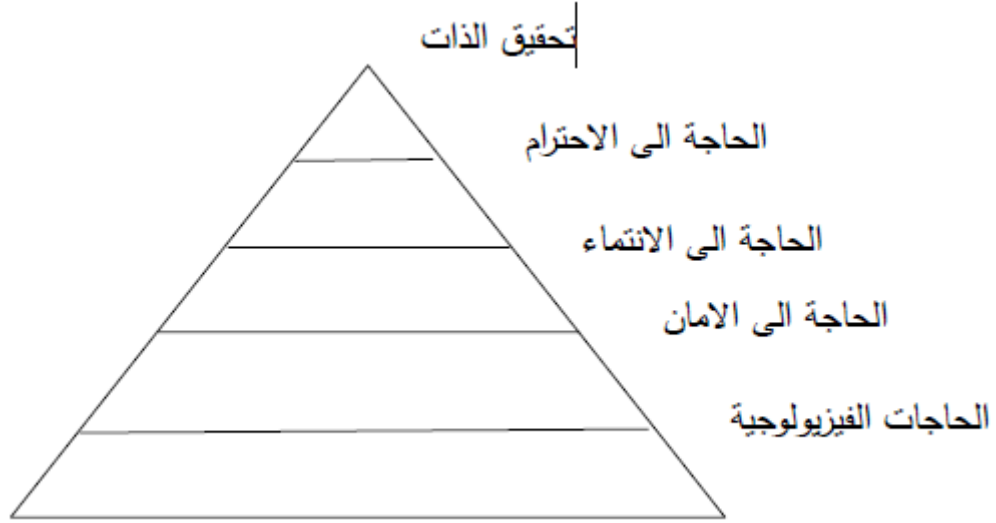 تحقيق الذات
الحاجة الى الاحترام
الحاجة الى الانتماء
الحاجة الى الامان
الحاجات الفيزيولوجية